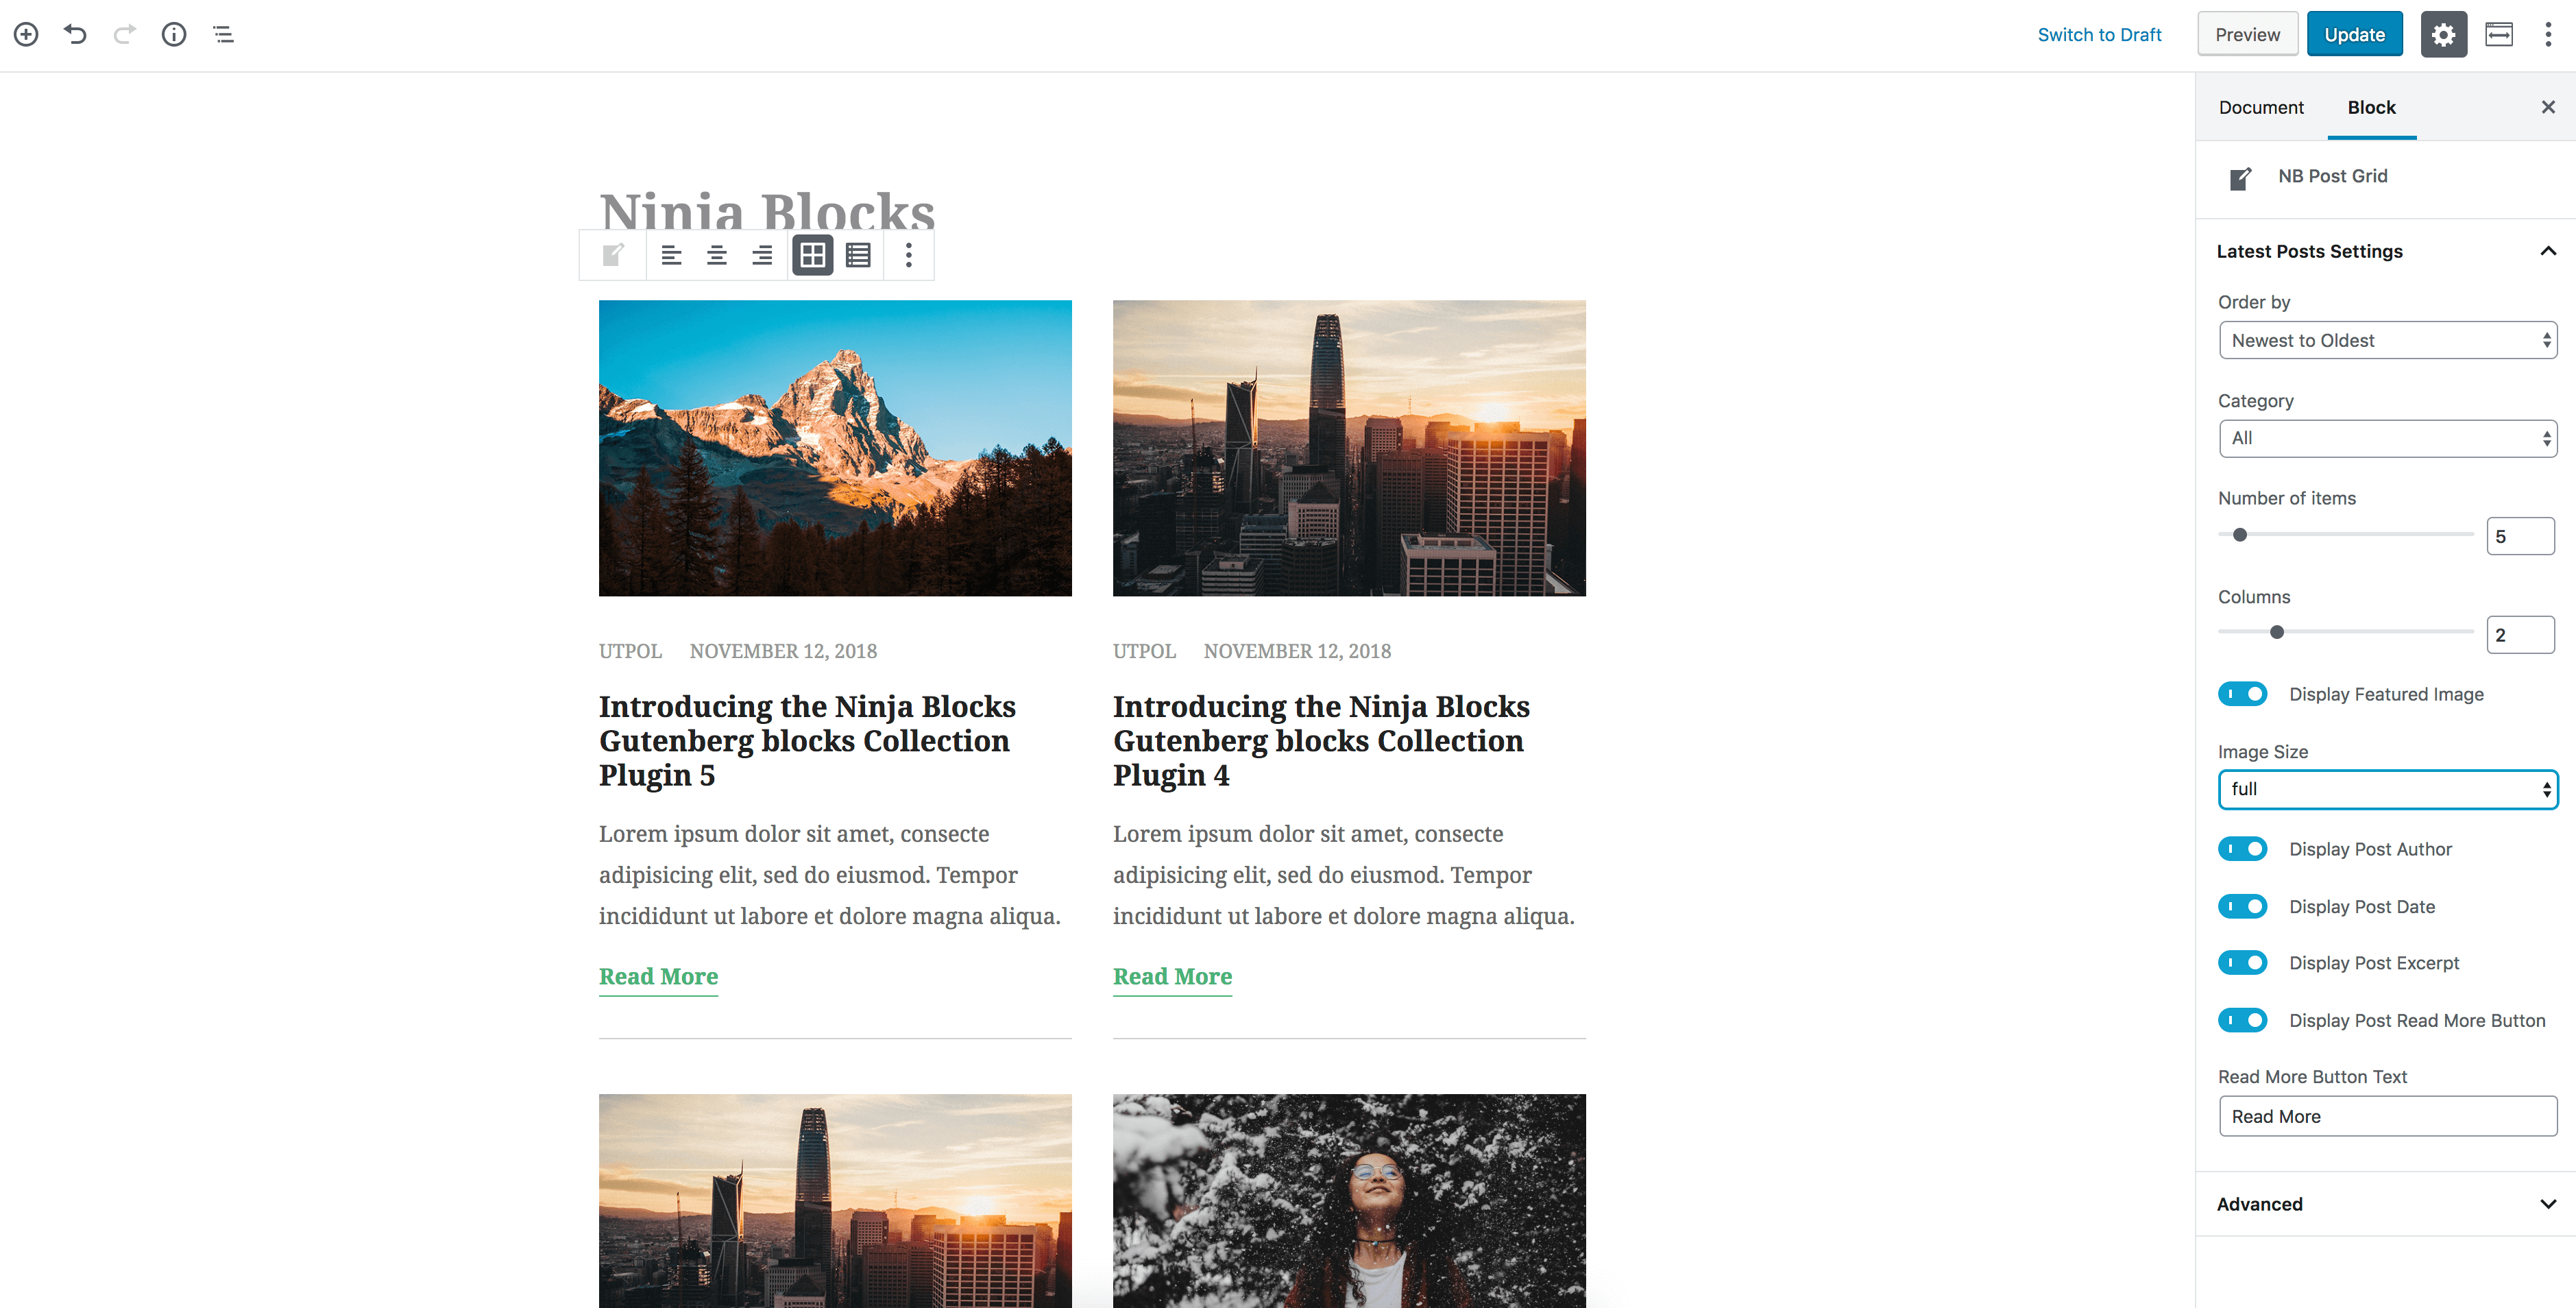 Switch to Draft
Preview
Update
Document
Block
NB Post Grid
Ninja Blocks
Latest Posts Settings
Order by
Newest to Oldest
Category
All
Number of items
5
Columns
2
Display Featured Image
Image Size
full
Display Post Author
Display Post Date
Display Post Excerpt
Display Post Read More Button
Read More Button Text
Read More
Advanced
UTPOL NOVEMBER 12, 2018
Introducing the Ninja Blocks
Gutenberg blocks Collection
Plugin 5
Lorem ipsum dolor sit amet, consecte
adipisicing elit, sed do eiusmod. Tempor
incididunt ut labore et dolore magna aliqua.
Read More
UTPOL NOVEMBER 12, 2018
Introducing the Ninja Blocks
Gutenberg blocks Collection
Plugin 4
Lorem ipsum dolor sit amet, consecte
adipisicing elit, sed do eiusmod. Tempor
incididunt ut labore et dolore magna aliqua.
Read More